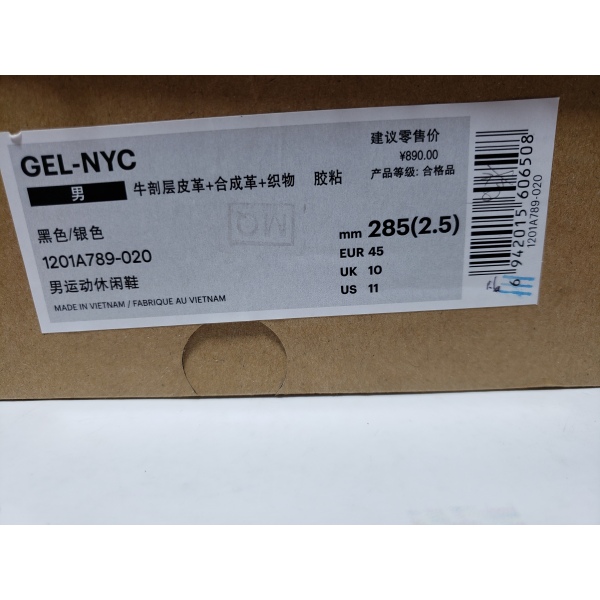 GEL-NYC
男
牛剖层皮革+合成革+织物 胶粘
建议零售价
¥890.00
产品等级: 合格品
黑色/银色
1201A789-020
男运动休闲鞋
MADE IN VIETNAM / FABRIQUE AU VIETNAM
mm 285(2.5)
EUR 45
UK 10
US 11
6 942015 606508
1201A789-020